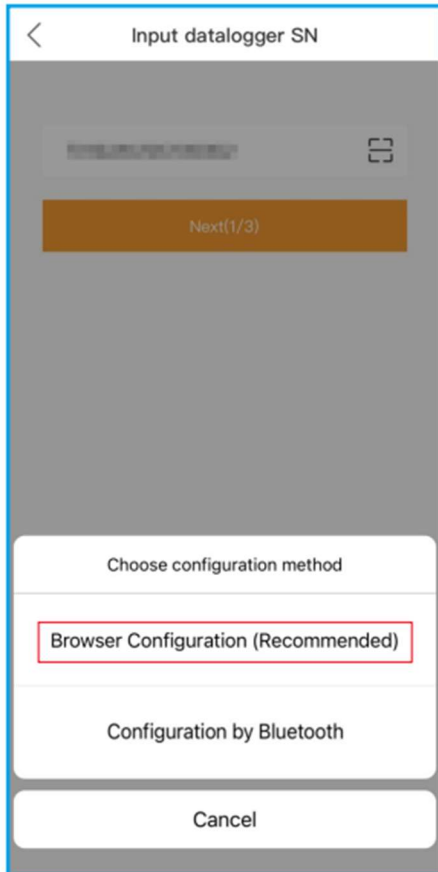 Input datalogger SN
Next(1/3)
Choose configuration method
Browser Configuration (Recommended)
Configuration by Bluetooth
Cancel